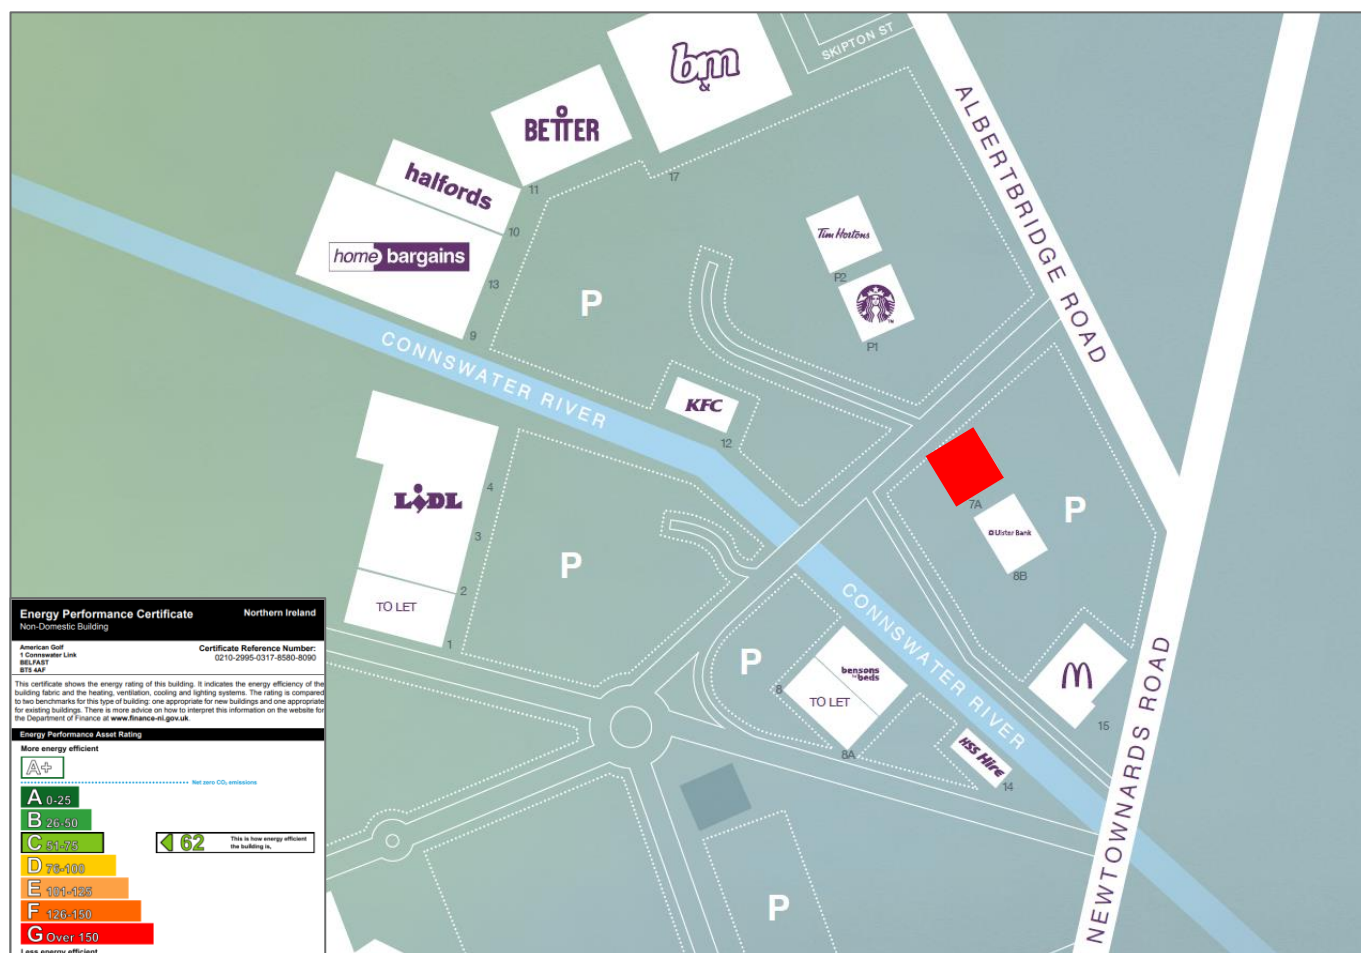 SKIPTON ST
b&m
17
BETTER
11
halfords
10
home bargains
13
9
ALBERTBRIDGE ROAD
Tim Hortons
P2
P1
P
CONNSWATER RIVER
KFC
12
LIDL
4
3
2
TO LET
1
P
7A
Ulster Bank
8B
P
CONNSWATER RIVER
P
8
bensons
for beds
TO LET
8A
HSS Hire
14
15
NEWTOWNARDS ROAD
P
Energy Performance Certificate
Northern Ireland
Non-Domestic Building
American Golf
1 Connswater Link
BELFAST
BT5 4AF
Certificate Reference Number:
0210-2995-0317-8580-8090
This certificate shows the energy rating of this building. It indicates the energy efficiency of the
building fabric and the heating, ventilation, cooling and lighting systems. The rating is compared
to two benchmarks for this type of building: one appropriate for new buildings and one appropriate
for existing buildings. There is more advice on how to interpret this information on the website for
the Department of Finance at www.finance-ni.gov.uk.
Energy Performance Asset Rating
More energy efficient
A+
Net zero CO₂ emissions
A 0-25
B 26-50
C 51-75
62
This is how energy efficient
the building is.
D 76-100
E 101-125
F 126-150
G Over 150
Less energy efficient